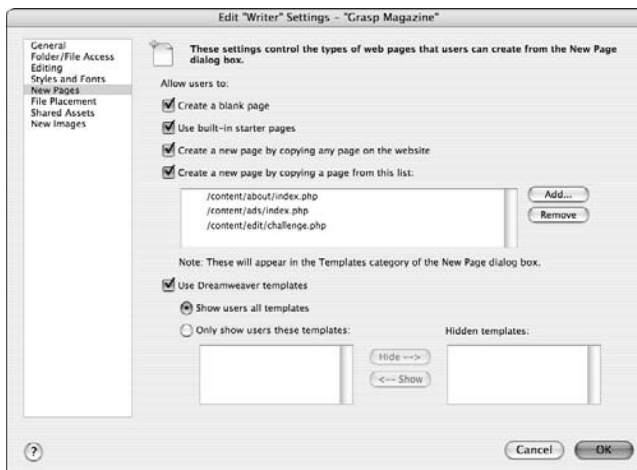 Edit "Writer" Settings – "Grasp Magazine"
General
Folder/File Access
Editing
Styles and Fonts
New Pages
File Placement
Shared Assets
New Images
These settings control the types of web pages that users can create from the New Page
dialog box.
Allow users to:
Create a blank page
Use built-in starter pages
Create a new page by copying any page on the website
Create a new page by copying a page from this list:
/content/about/index.php
/content/ads/index.php
/content/edit/challenge.php
Add...
Remove
Note: These will appear in the Templates category of the New Page dialog box.
Use Dreamweaver templates
Show users all templates
Only show users these templates:
Hidden templates:
Hide -->
<-- Show
?
Cancel
OK